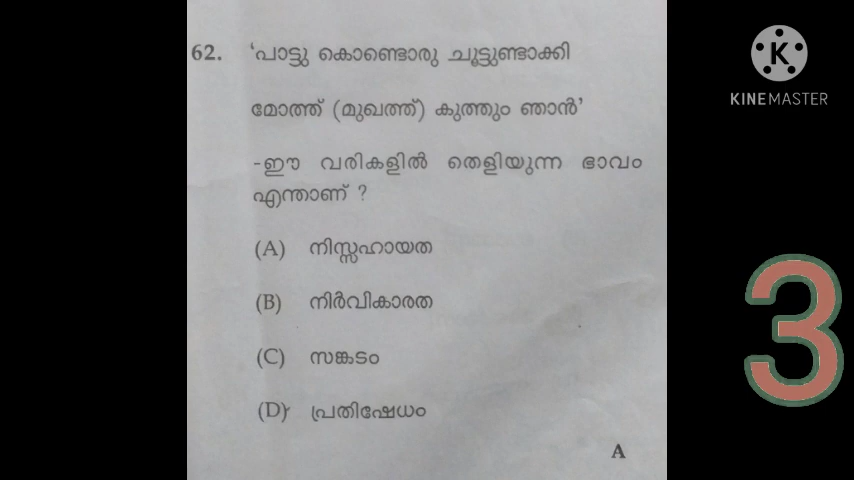 62. 'പാട്ടു കൊണ്ടൊരു ചൂട്ടുണ്ടാക്കി
മോത്ത് (മുഖത്ത്) കുത്തും ഞാൻ'
-ഈ വരികളിൽ തെളിയുന്ന ഭാവം
എന്താണ് ?
(A) നിസ്സഹായത
(B) നിർവികാരത
(C) സങ്കടം
(D) പ്രതിഷേധം
A
K
KINEMASTER
3